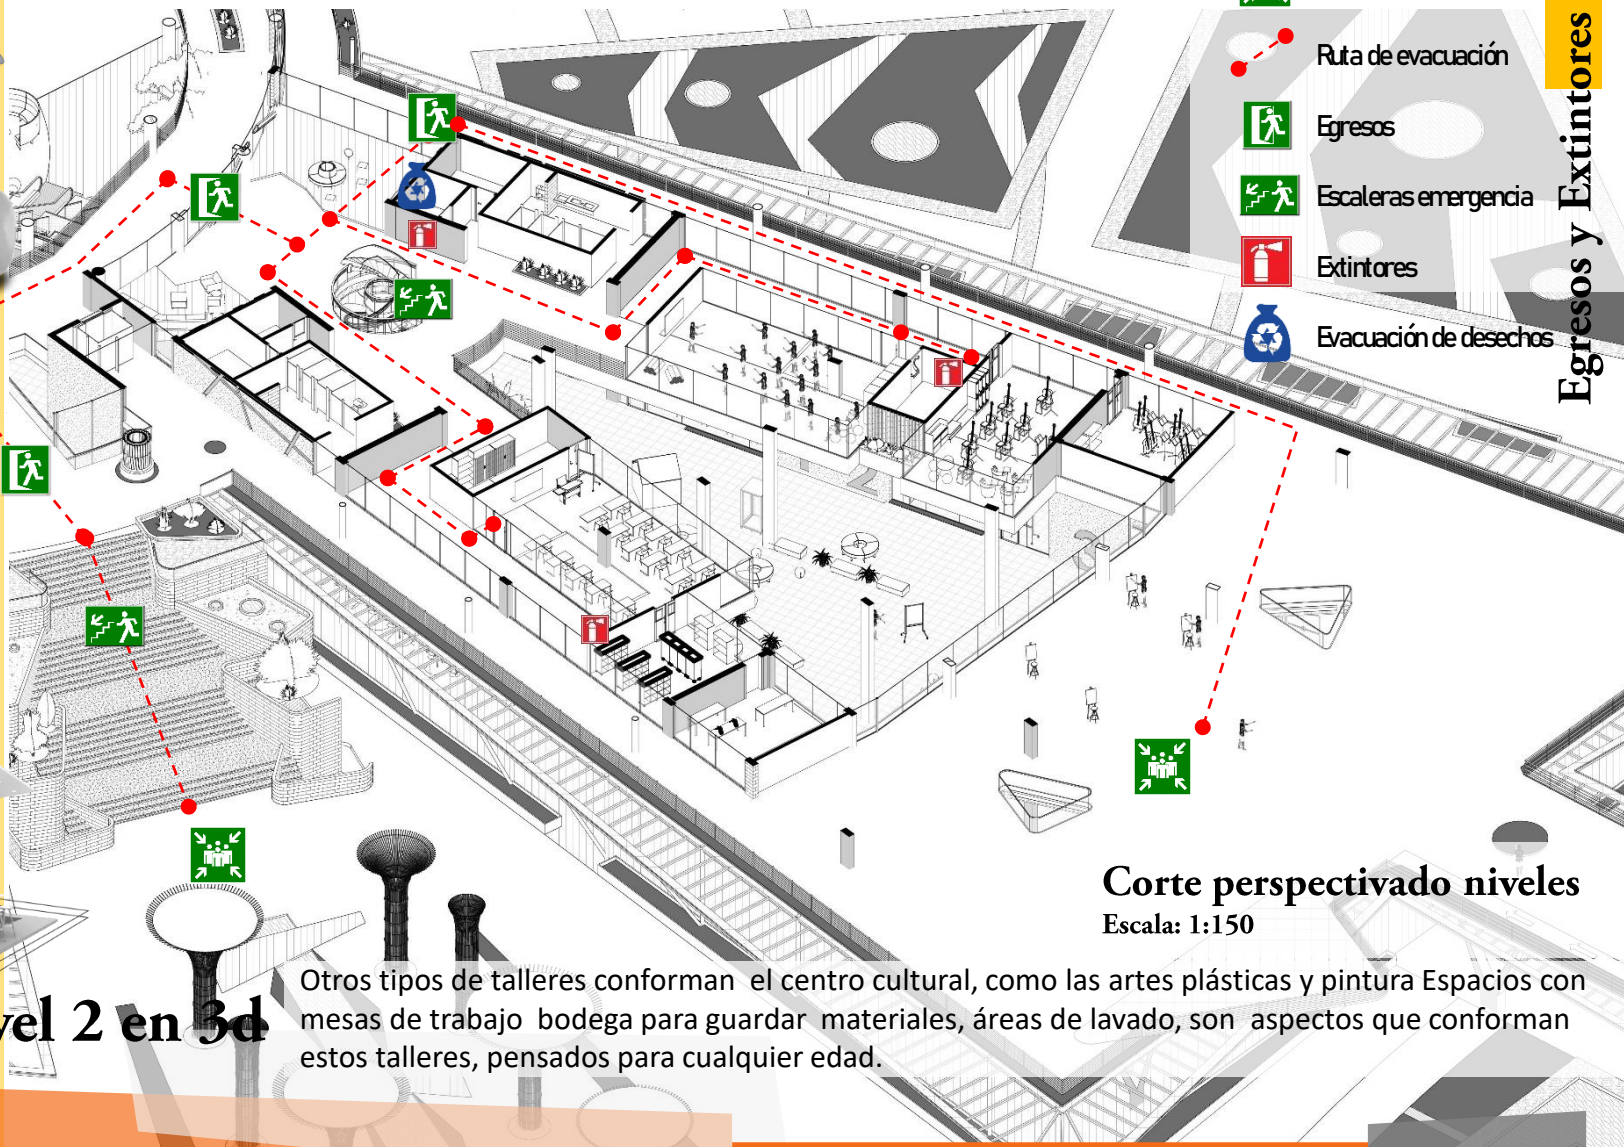 Ruta de evacuación
Egresos
Escaleras emergencia
Extintores
Evacuación de desechos
Egresos y Extintores
Corte perspectivado niveles
Escala: 1:150
2 en 3d
Otros tipos de talleres conforman el centro cultural, como las artes plásticas y pintura Espacios con
mesas de trabajo bodega para guardar materiales, áreas de lavado, son aspectos que conforman
estos talleres, pensados para cualquier edad.